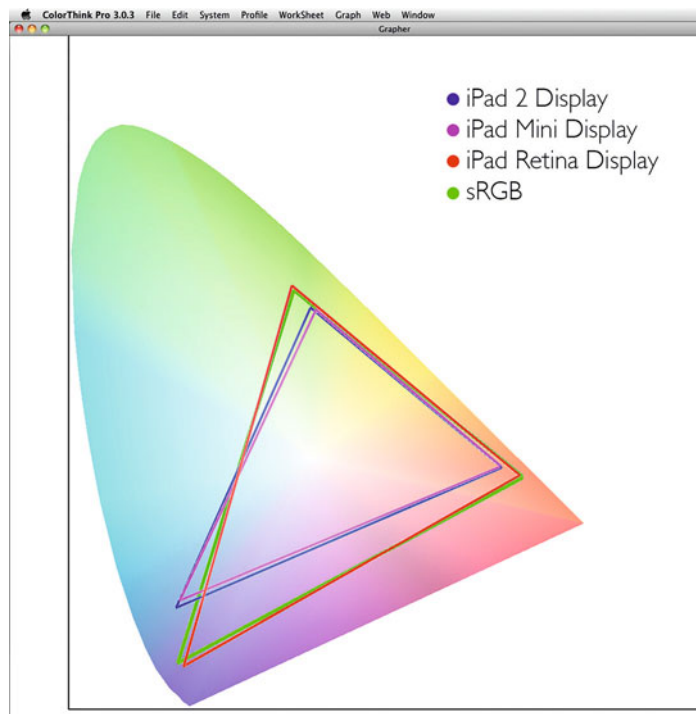 ColorThink Pro 3.0.3 File Edit System Profile WorkSheet Graph Web Window
Grapher
iPad 2 Display
iPad Mini Display
iPad Retina Display
sRGB